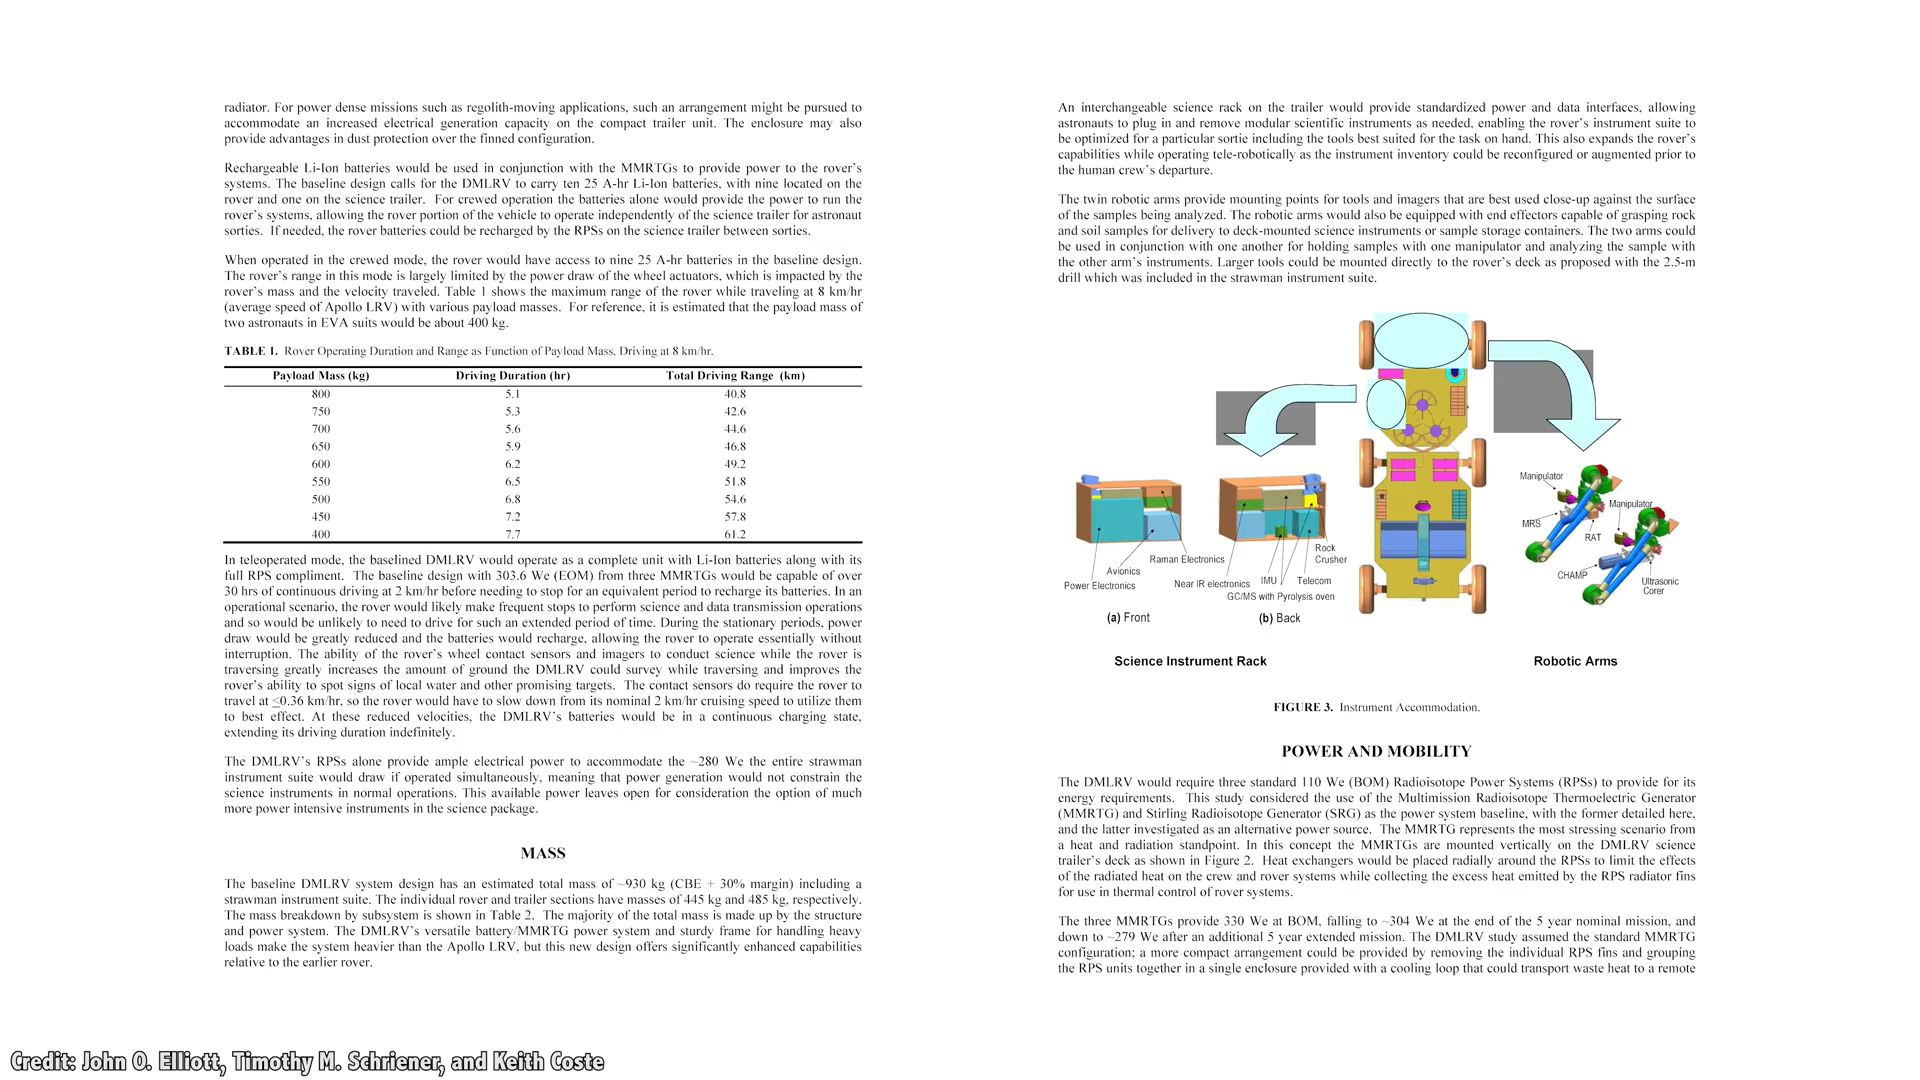 radiator. For power dense missions such as regolith-moving applications, such an arrangement might be pursued to
accommodate an increased electrical generation capacity on the compact trailer unit. The enclosure may also
provide advantages in dust protection over the finned configuration.
Rechargeable Li-Ion batteries would be used in conjunction with the MMRTGs to provide power to the rover's
systems. The baseline design calls for the DMLRV to carry ten 25 A-hr Li-Ion batteries, with nine located on the
rover and one on the science trailer. For crewed operation the batteries alone would provide the power to run the
rover's systems, allowing the rover portion of the vehicle to operate independently of the science trailer for astronaut
sorties. If needed, the rover batteries could be recharged by the RPSs on the science trailer between sorties.
When operated in the crewed mode, the rover would have access to nine 25 A-hr batteries in the baseline design.
The rover's range in this mode is largely limited by the power draw of the wheel actuators, which is impacted by the
rover's mass and the velocity traveled. Table 1 shows the maximum range of the rover while traveling at 8 km/hr
(average speed of Apollo LRV) with various payload masses. For reference, it is estimated that the payload mass of
two astronauts in EVA suits would be about 400 kg.
TABLE 1. Rover Operating Duration and Range as Function of Payload Mass, Driving at 8 km/hr.
Payload Mass (kg) Driving Duration (hr) Total Driving Range (km)
800 5.1 40.8
750 5.3 42.6
700 5.6 44.6
650 5.9 46.8
600 6.2 49.2
550 6.5 51.8
500 6.8 54.6
450 7.2 57.8
400 7.7 61.2
In teleoperated mode, the baselined DMLRV would operate as a complete unit with Li-Ion batteries along with its
full RPS compliment. The baseline design with 303.6 We (EOM) from three MMRTGs would be capable of over
30 hrs of continuous driving at 2 km/hr before needing to stop for an equivalent period to recharge its batteries. In an
operational scenario, the rover would likely make frequent stops to perform science and data transmission operations
and so would be unlikely to need to drive for such an extended period of time. During the stationary periods, power
draw would be greatly reduced and the batteries would recharge, allowing the rover to operate essentially without
interruption. The ability of the rover's wheel contact sensors and imagers to conduct science while the rover is
traversing greatly increases the amount of ground the DMLRV could survey while traversing and improves the
rover's ability to spot signs of local water and other promising targets. The contact sensors do require the rover to
travel at ≤0.36 km/hr, so the rover would have to slow down from its nominal 2 km/hr cruising speed to utilize them
to best effect. At these reduced velocities, the DMLRV's batteries would be in a continuous charging state,
extending its driving duration indefinitely.
The DMLRV's RPSs alone provide ample electrical power to accommodate the ~280 We the entire strawman
instrument suite would draw if operated simultaneously, meaning that power generation would not constrain the
science instruments in normal operations. This available power leaves open for consideration the option of much
more power intensive instruments in the science package.
MASS
The baseline DMLRV system design has an estimated total mass of ~930 kg (CBE + 30% margin) including a
strawman instrument suite. The individual rover and trailer sections have masses of 445 kg and 485 kg, respectively.
The mass breakdown by subsystem is shown in Table 2. The majority of the total mass is made up by the structure
and power system. The DMLRV's versatile battery/MMRTG power system and sturdy frame for handling heavy
loads make the system heavier than the Apollo LRV, but this new design offers significantly enhanced capabilities
relative to the earlier rover.
An interchangeable science rack on the trailer would provide standardized power and data interfaces, allowing
astronauts to plug in and remove modular scientific instruments as needed, enabling the rover's instrument suite to
be optimized for a particular sortie including the tools best suited for the task on hand. This also expands the rover's
capabilities while operating tele-robotically as the instrument inventory could be reconfigured or augmented prior to
the human crew's departure.
The twin robotic arms provide mounting points for tools and imagers that are best used close-up against the surface
of the samples being analyzed. The robotic arms would also be equipped with end effectors capable of grasping rock
and soil samples for delivery to deck-mounted science instruments or sample storage containers. The two arms could
be used in conjunction with one another for holding samples with one manipulator and analyzing the sample with
the other arm's instruments. Larger tools could be mounted directly to the rover's deck as proposed with the 2.5-m
drill which was included in the strawman instrument suite.
Manipulator
Manipulator
MRS
RAT
CHAMP
Ultrasonic
Corer
Rock
Crusher
Raman Electronics
Avionics
Power Electronics
Near IR electronics
IMU
Telecom
GC/MS with Pyrolysis oven
(a) Front
(b) Back
Science Instrument Rack
Robotic Arms
FIGURE 3. Instrument Accommodation.
POWER AND MOBILITY
The DMLRV would require three standard 110 We (BOM) Radioisotope Power Systems (RPSs) to provide for its
energy requirements. This study considered the use of the Multimission Radioisotope Thermoelectric Generator
(MMRTG) and Stirling Radioisotope Generator (SRG) as the power system baseline, with the former detailed here,
and the latter investigated as an alternative power source. The MMRTG represents the most stressing scenario from
a heat and radiation standpoint. In this concept the MMRTGs are mounted vertically on the DMLRV science
trailer's deck as shown in Figure 2. Heat exchangers would be placed radially around the RPSs to limit the effects
of the radiated heat on the crew and rover systems while collecting the excess heat emitted by the RPS radiator fins
for use in thermal control of rover systems.
The three MMRTGs provide 330 We at BOM, falling to ~304 We at the end of the 5 year nominal mission, and
down to ~279 We after an additional 5 year extended mission. The DMLRV study assumed the standard MMRTG
configuration; a more compact arrangement could be provided by removing the individual RPS fins and grouping
the RPS units together in a single enclosure provided with a cooling loop that could transport waste heat to a remote
Credit: John O. Elliott, Timothy M. Schriener, and Keith Coste